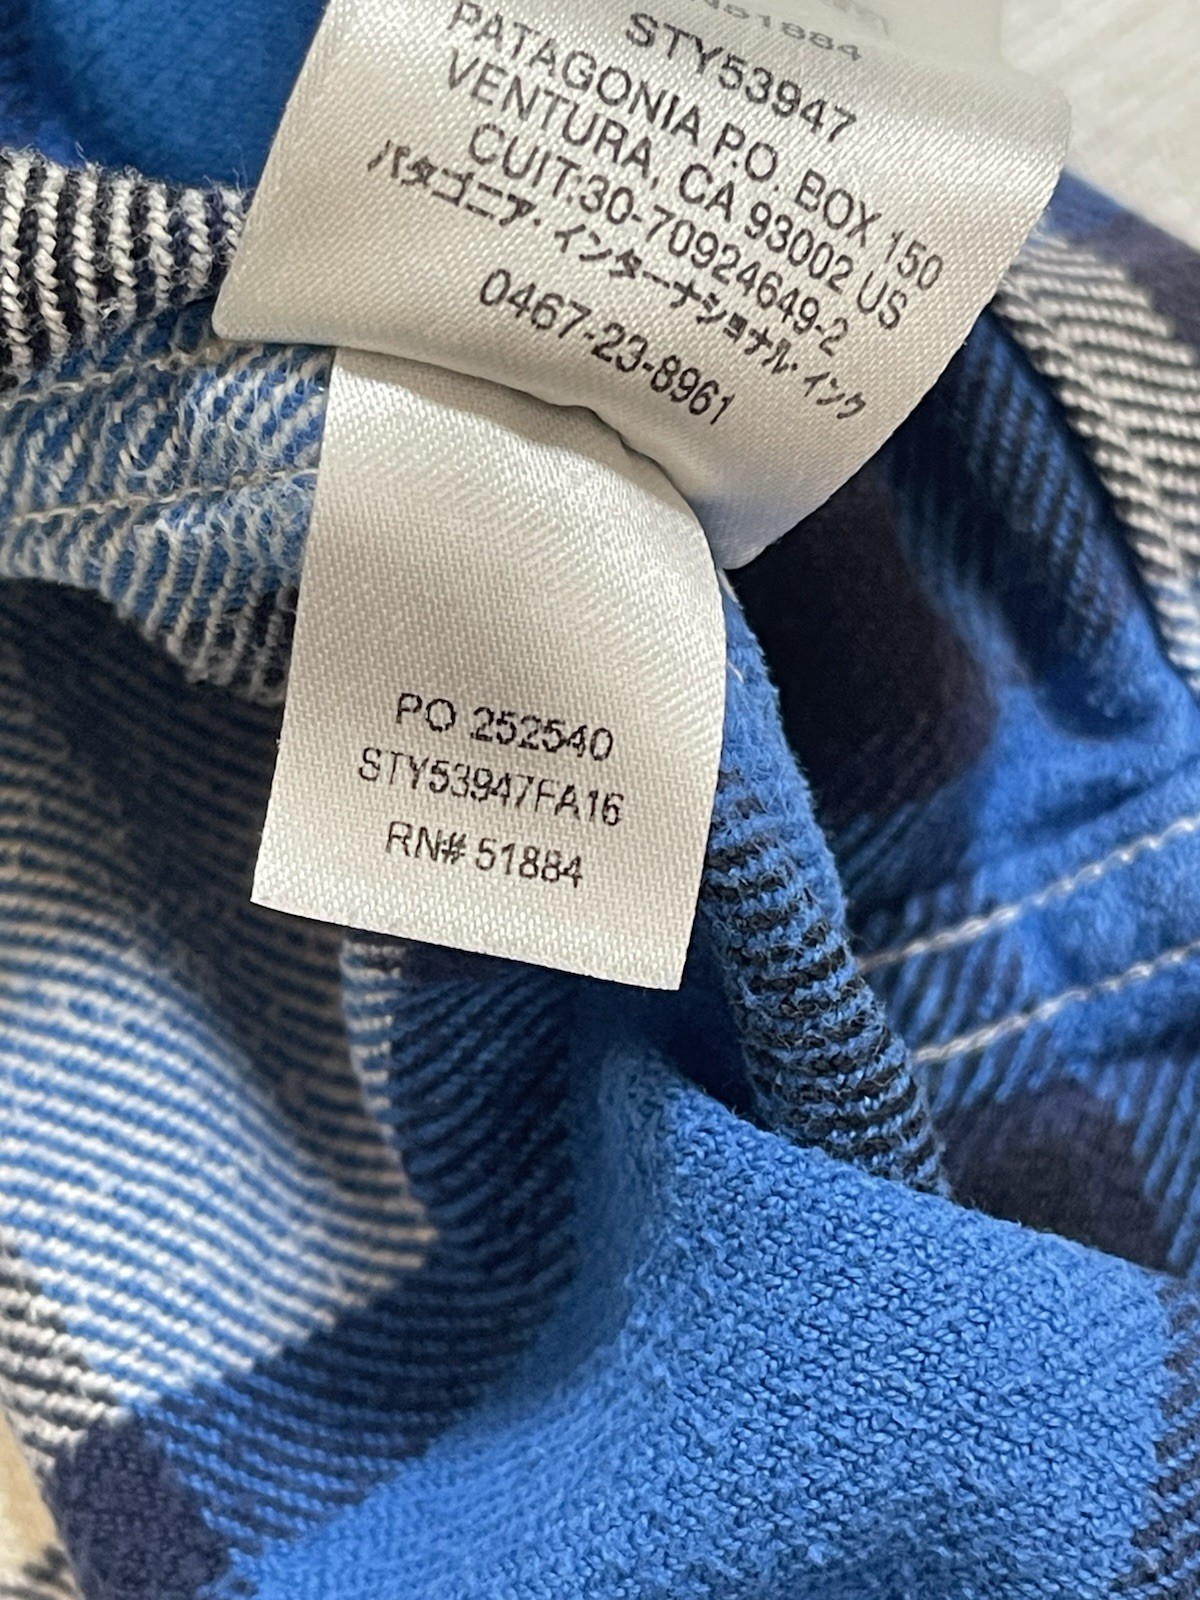 51884
STY53947
PATAGONIA P.O. BOX 150
VENTURA, CA 93002 US
CUIT:30-70924649-2
パタゴニア・インターナショナル・インク
0467-23-8961
PO 252540
STY53947FA16
RN# 51884